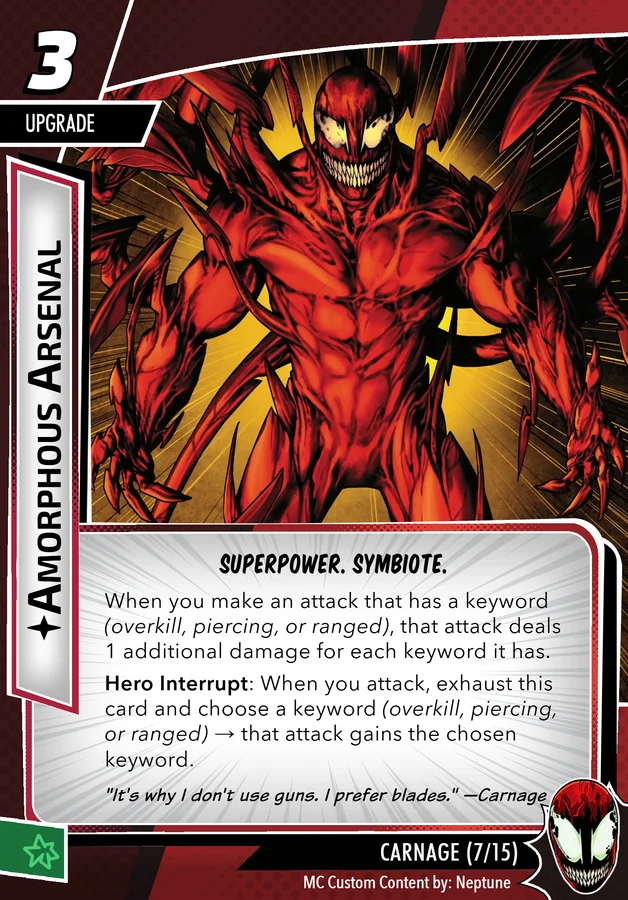 3
UPGRADE
AMORPHOUS ARSENAL
SUPERPOWER. SYMBIOTE.
When you make an attack that has a keyword
(overkill, piercing, or ranged), that attack deals
1 additional damage for each keyword it has.
Hero Interrupt: When you attack, exhaust this
card and choose a keyword (overkill, piercing,
or ranged) → that attack gains the chosen
keyword.
"It's why I don't use guns. I prefer blades." —Carnage
CARNAGE (7/15)
MC Custom Content by: Neptune